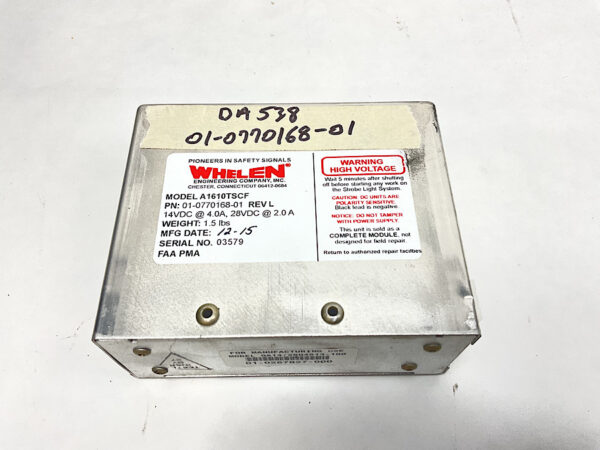 DA538
01-0770168-01
PIONEERS IN SAFETY SIGNALS
WHELEN®
ENGINEERING COMPANY, INC.
CHESTER, CONNECTICUT 06412-0684
MODEL A1610TSCF
PN: 01-0770168-01 REV L
14VDC @ 4.0A, 28VDC @ 2.0 A
WEIGHT: 1.5 lbs
MFG DATE: 12-15
SERIAL NO. 03579
FAA PMA
WARNING
HIGH VOLTAGE
Wait 5 minutes after shutting
off before starting any work on
the Strobe Light System.
CAUTION: DC UNITS ARE
POLARITY SENSITIVE.
Black lead is negative.
NOTICE: DO NOT TAMPER
WITH POWER SUPPLY.
This unit is sold as a
COMPLETE MODULE, not
designed for field repair.
Return to authorized repair facilities
FOR MANUFACTURING USE
MODEL